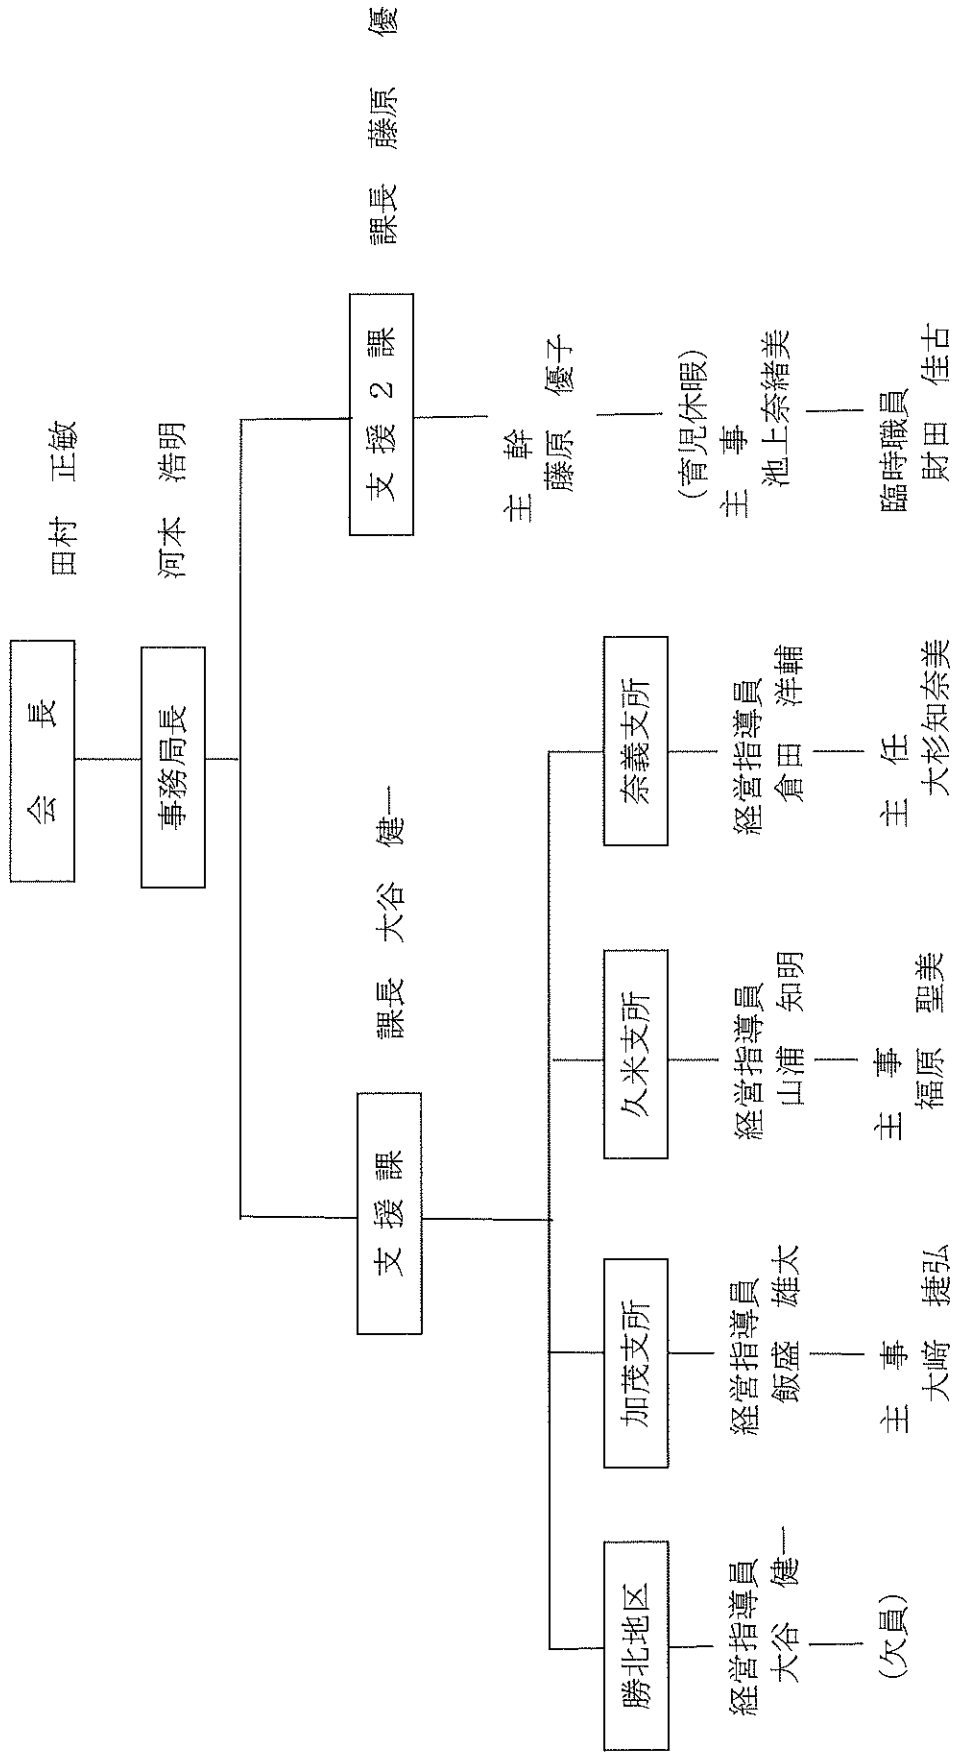 会　長
田村　正敏
事務局長
河本　浩明
支援課
課長　大谷　健一
支援２課
課長　藤原　優
勝北地区
経営指導員
大谷　健一
(欠員)
加茂支所
経営指導員
飯盛　雄太
主　事
大﨑　捷弘
久米支所
経営指導員
山浦　知明
主　事
福原　聖美
奈義支所
経営指導員
倉田　洋輔
主　任
大杉知奈美
主　幹
藤原　優子
(育児休暇)
主　事
池上奈緒美
臨時職員
財田　佳古